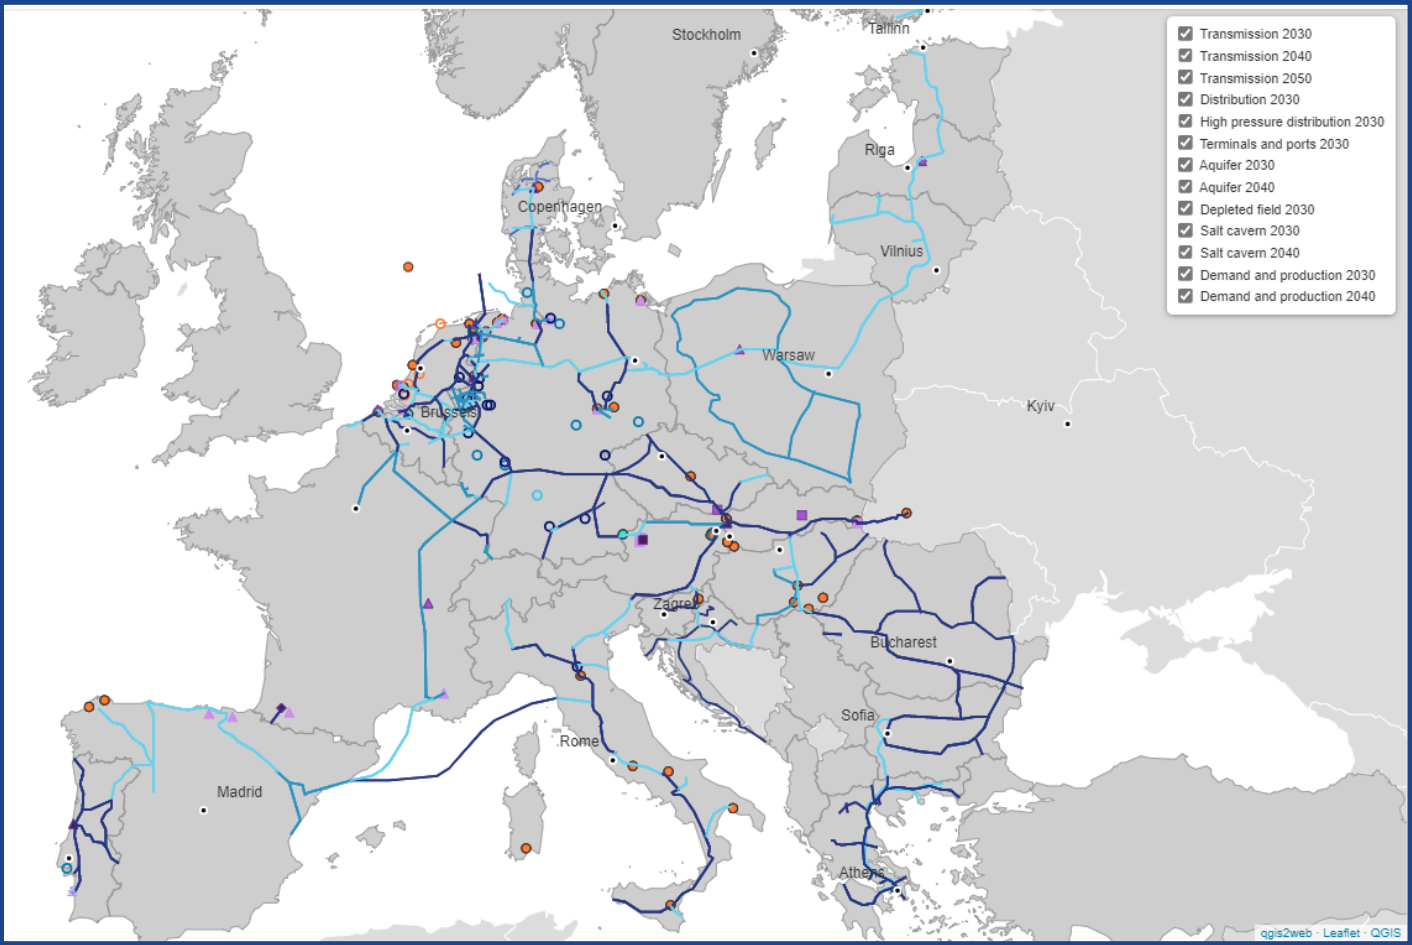 Stockholm
Tallinn
Transmission 2030
Transmission 2040
Transmission 2050
Distribution 2030
High pressure distribution 2030
Terminals and ports 2030
Aquifer 2030
Aquifer 2040
Depleted field 2030
Salt cavern 2030
Salt cavern 2040
Demand and production 2030
Demand and production 2040
Riga
Copenhagen
Vilnius
Warsaw
Kyiv
Brussels
Zagreb
Bucharest
Sofia
Rome
Madrid
Athens
qgis2web · Leaflet · QGIS